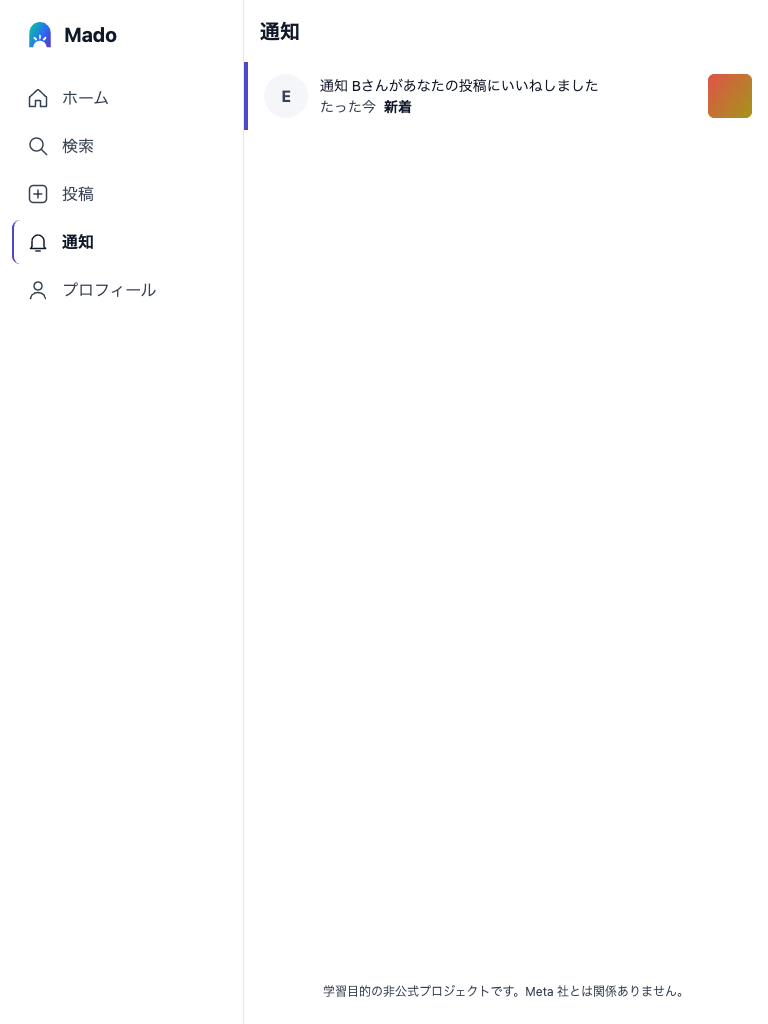 Mado
ホーム
検索
投稿
通知
プロフィール
通知
E
通知 Bさんがあなたの投稿にいいねしました
たった今 新着
学習目的の非公式プロジェクトです。Meta 社とは関係ありません。